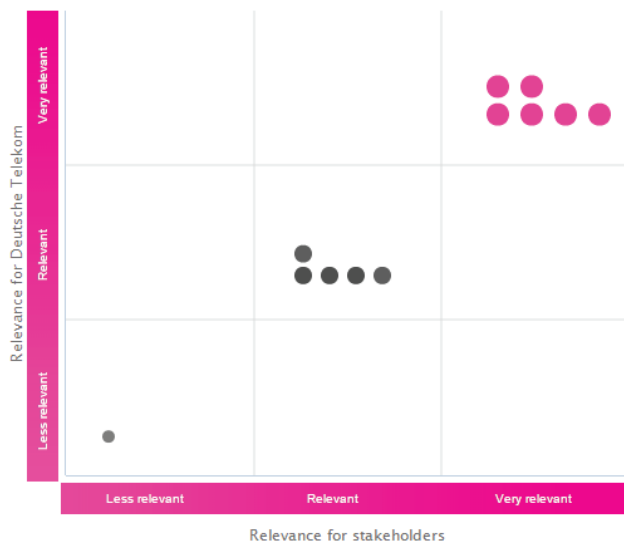 Relevance for Deutsche Telekom
Very relevant
Relevant
Less relevant
Less relevant
Relevant
Very relevant
Relevance for stakeholders